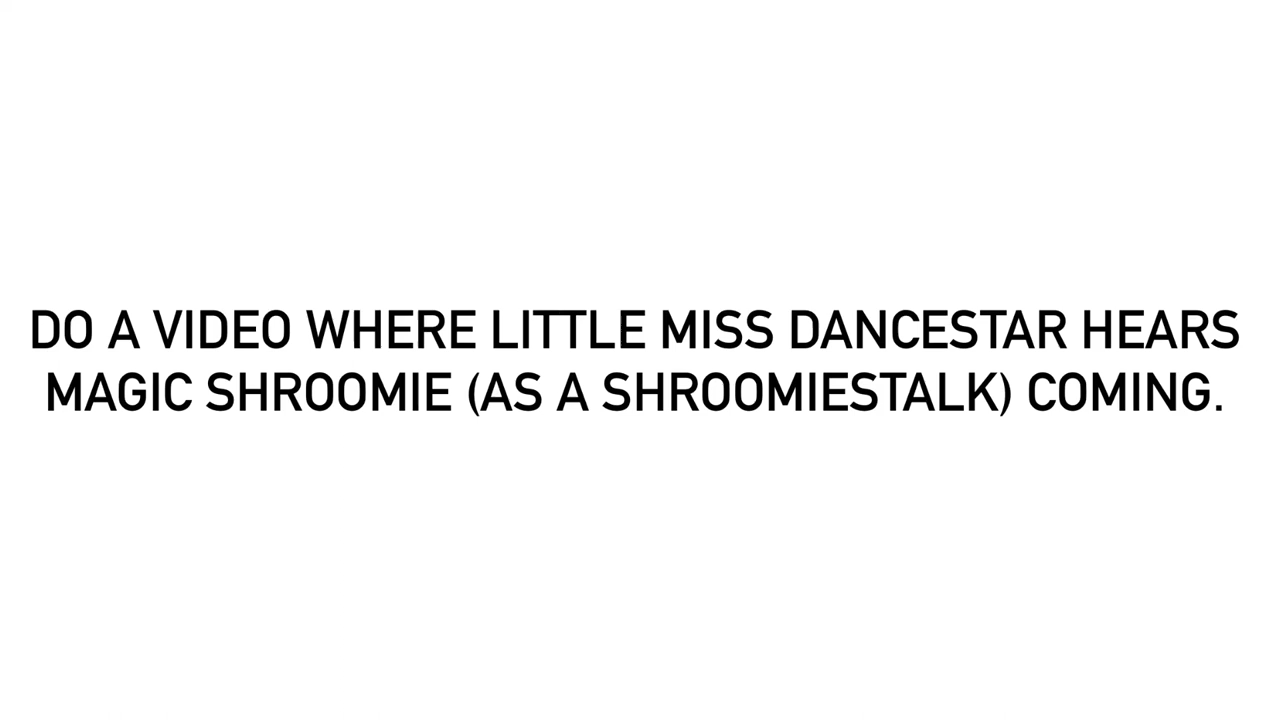 DO A VIDEO WHERE LITTLE MISS DANCESTAR HEARS
MAGIC SHROOMIE (AS A SHROOMIESTALK) COMING.